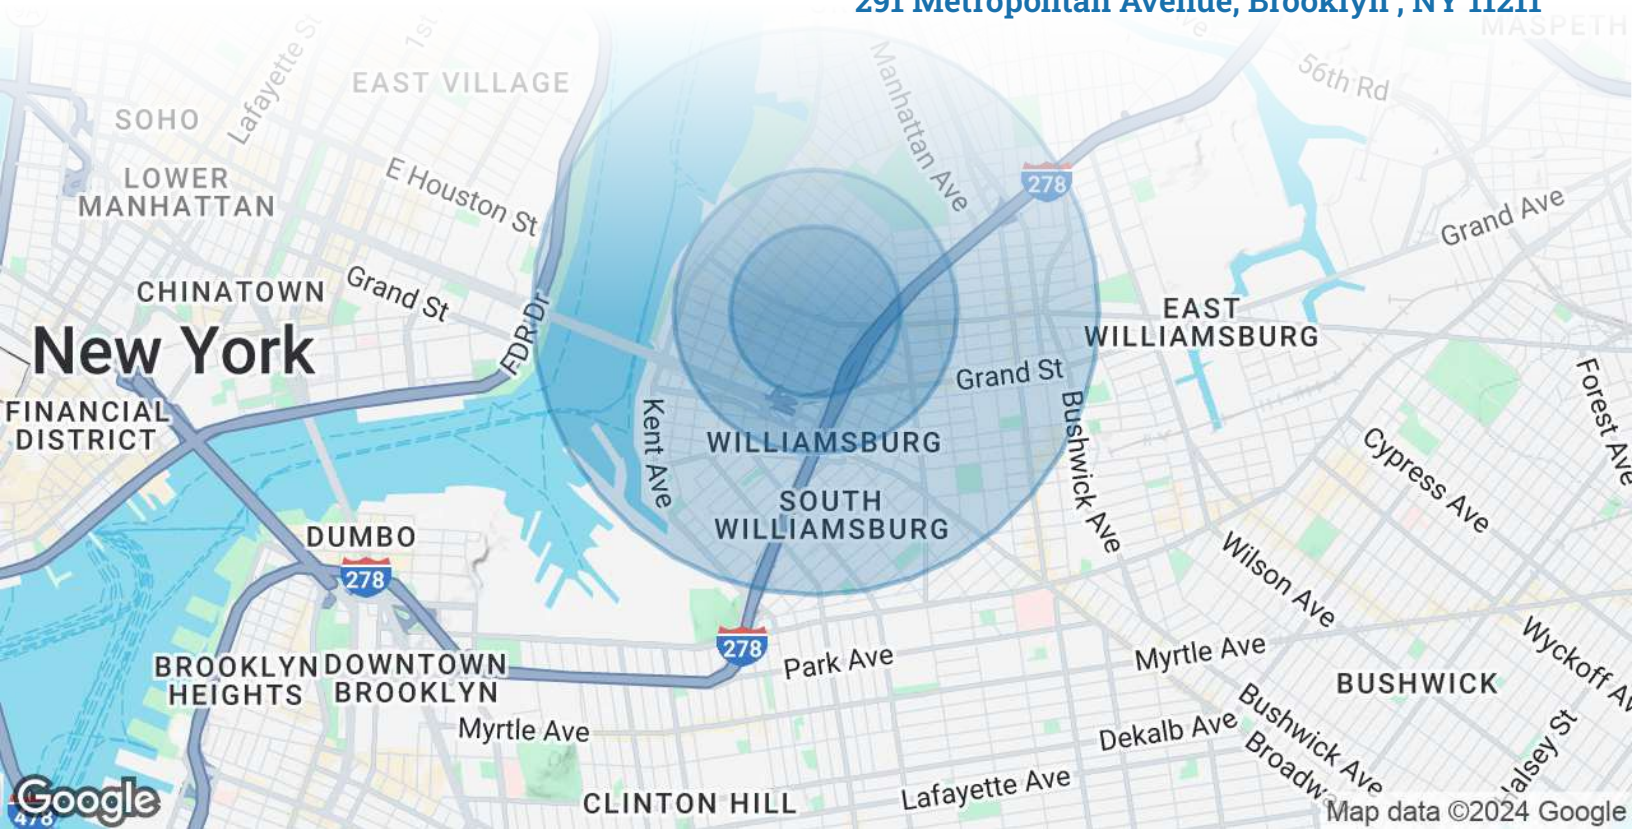 291 Metropolitan Avenue, Brooklyn , NY 11211
MASPETH
Lafayette St
1st
Ave
EAST VILLAGE
Manhattan Ave
56th Rd
SOHO
LOWER
MANHATTAN
E Houston St
278
Grand Ave
CHINATOWN
Grand St
FDR Dr
EAST
WILLIAMSBURG
New York
Grand St
Forest Ave
FINANCIAL
DISTRICT
Kent Ave
Bushwick Ave
WILLIAMSBURG
Cypress Ave
SOUTH
WILLIAMSBURG
DUMBO
278
Wilson Ave
278
Park Ave
Myrtle Ave
Wyckoff Av
BROOKLYN
HEIGHTS
DOWNTOWN
BROOKLYN
BUSHWICK
Myrtle Ave
Dekalb Ave
Bushwick Ave
Broadw
Halsey St
Lafayette Ave
CLINTON HILL
Google
478
Map data ©2024 Google